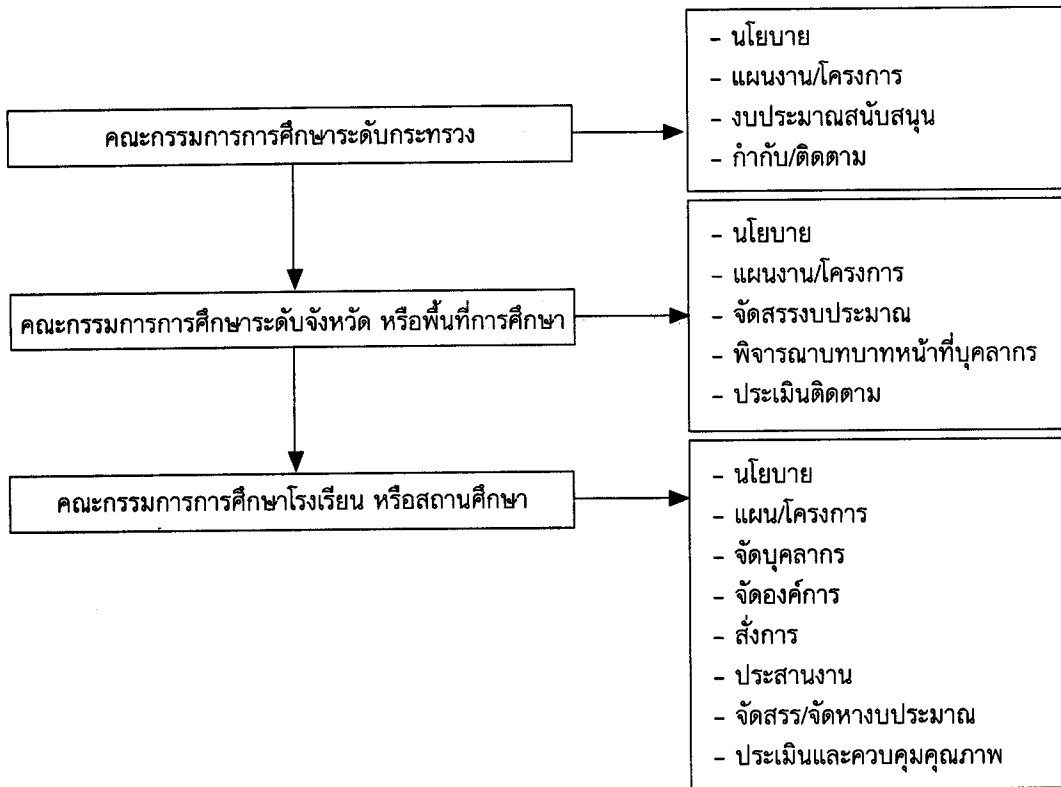 คณะกรรมการการศึกษาระดับกระทรวง
– นโยบาย
– แผนงาน/โครงการ
– งบประมาณสนับสนุน
– กำกับ/ติดตาม
คณะกรรมการการศึกษาระดับจังหวัด หรือพื้นที่การศึกษา
– นโยบาย
– แผนงาน/โครงการ
– จัดสรรงบประมาณ
– พิจารณาบทบาทหน้าที่บุคลากร
– ประเมินติดตาม
คณะกรรมการการศึกษาโรงเรียน หรือสถานศึกษา
– นโยบาย
– แผน/โครงการ
– จัดบุคลากร
– จัดองค์การ
– สั่งการ
– ประสานงาน
– จัดสรร/จัดหางบประมาณ
– ประเมินและควบคุมคุณภาพ